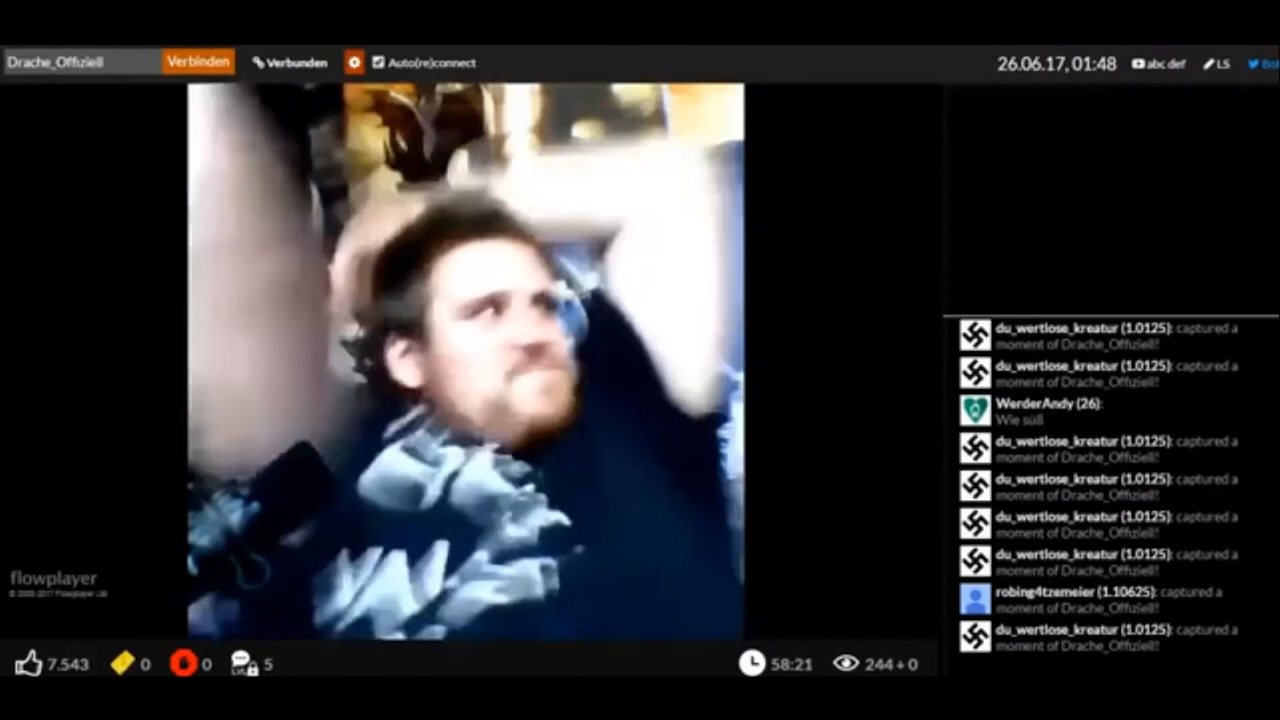 Drache_Offiziell
Verbinden
Verbunden
Auto(re)connect
26.06.17, 01:48
abc def
LS
du_wertlose_kreatur (1.0125): captured a
moment of Drache_Offiziell!
du_wertlose_kreatur (1.0125): captured a
moment of Drache_Offiziell!
WerderAndy (26):
Wie süß
du_wertlose_kreatur (1.0125): captured a
moment of Drache_Offiziell!
du_wertlose_kreatur (1.0125): captured a
moment of Drache_Offiziell!
du_wertlose_kreatur (1.0125): captured a
moment of Drache_Offiziell!
du_wertlose_kreatur (1.0125): captured a
moment of Drache_Offiziell!
robing4tzemeier (1.10625): captured a
moment of Drache_Offiziell!
du_wertlose_kreatur (1.0125): captured a
moment of Drache_Offiziell!
flowplayer
7.543
0
0
5
58:21
244 + 0